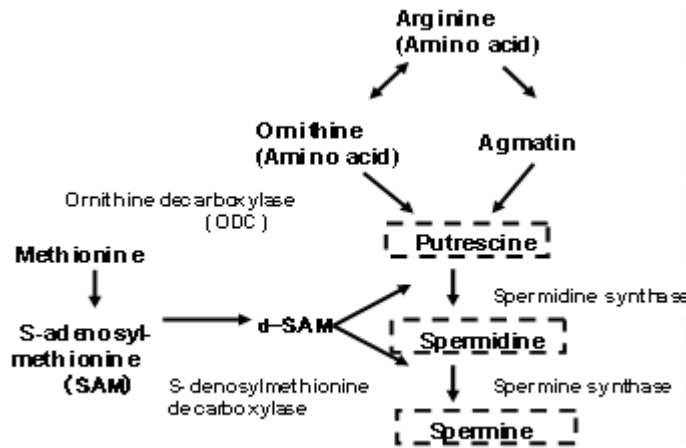 Arginine
(Amino acid)
Ornithine
(Amino acid)
Agmatin
Ornithine decarboxylase
(ODC)
Putrescine
Methionine
Spermidine synthase
S-adenosyl-
methionine
(SAM)
d-SAM
Spermidine
S-denosylmethionine
decarboxylase
Spermine synthase
Spermine